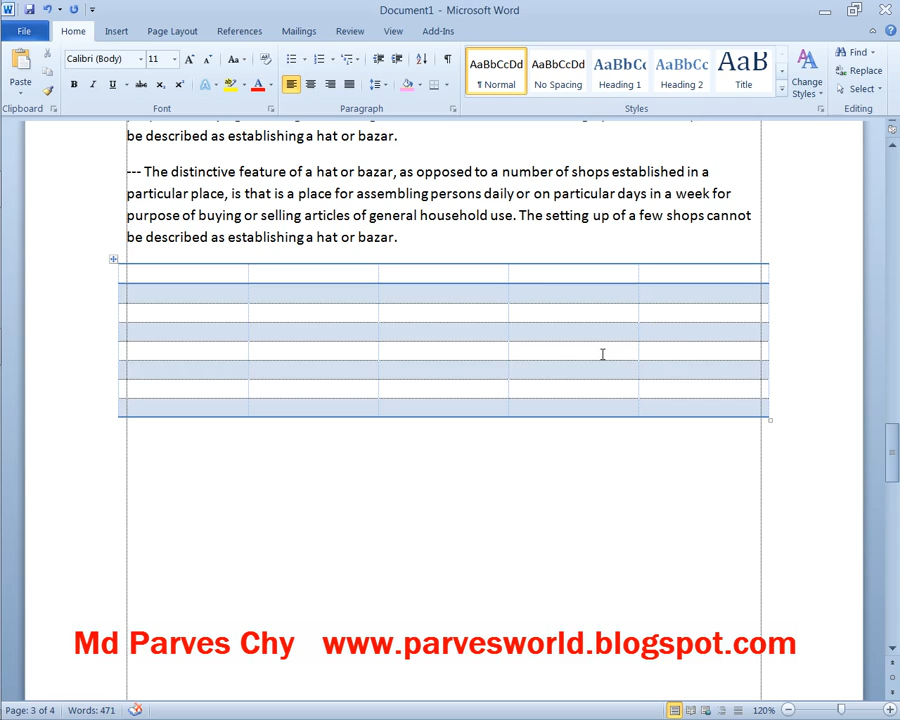 Document1 - Microsoft Word
File Home Insert Page Layout References Mailings Review View Add-Ins
Calibri (Body) 11 Aa
Paste
B I U abc x₂ x² A ab A
AaBbCcDd AaBbCcDd AaBbCc AaBbCc AaB
¶ Normal No Spacing Heading 1 Heading 2 Title
Change Styles
Find
Replace
Select
Clipboard Font Paragraph Styles Editing
be described as establishing a hat or bazar.
--- The distinctive feature of a hat or bazar, as opposed to a number of shops established in a
particular place, is that is a place for assembling persons daily or on particular days in a week for
purpose of buying or selling articles of general household use. The setting up of a few shops cannot
be described as establishing a hat or bazar.
Md Parves Chy www.parvesworld.blogspot.com
Page: 3 of 4 Words: 471 120%